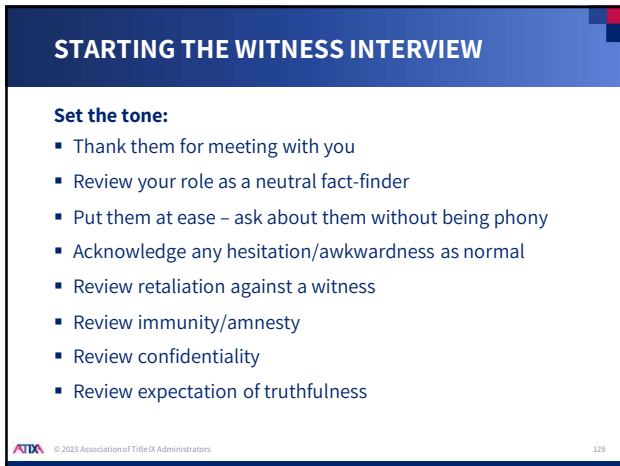 STARTING THE WITNESS INTERVIEW
Set the tone:
▪ Thank them for meeting with you
▪ Review your role as a neutral fact-finder
▪ Put them at ease – ask about them without being phony
▪ Acknowledge any hesitation/awkwardness as normal
▪ Review retaliation against a witness
▪ Review immunity/amnesty
▪ Review confidentiality
▪ Review expectation of truthfulness
ATIXA © 2023 Association of Title IX Administrators 128